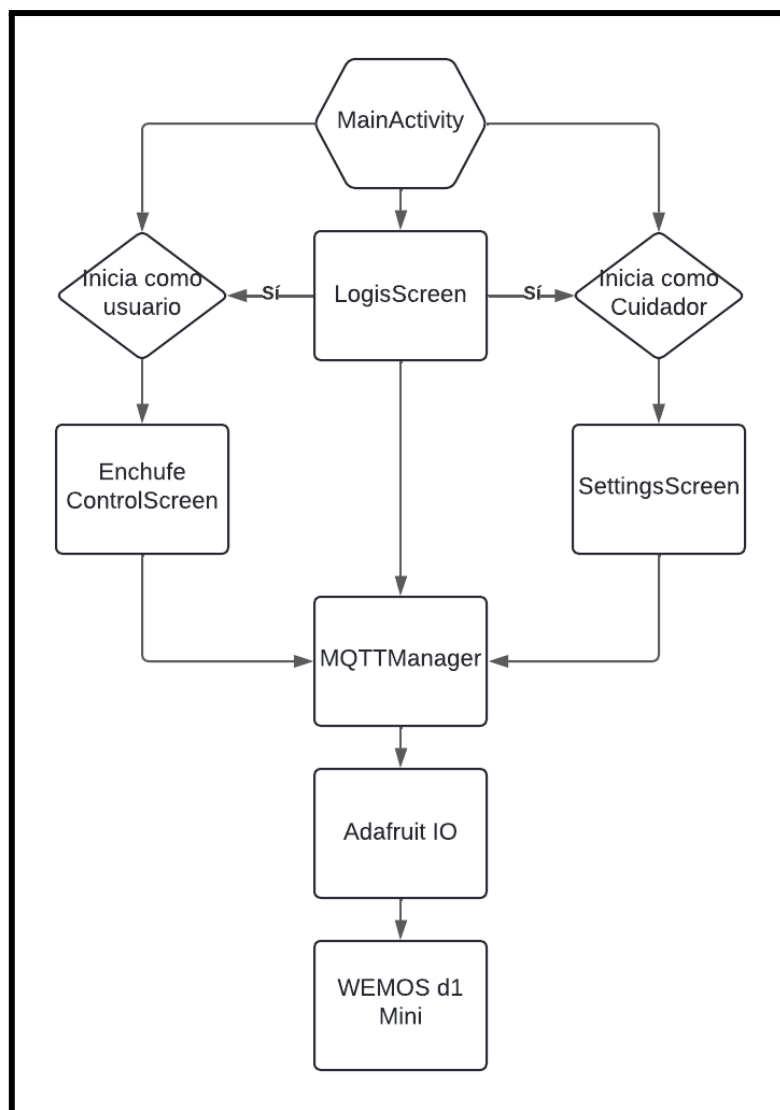 MainActivity
Inicia como
usuario
Sí
LogisScreen
Sí
Inicia como
Cuidador
Enchufe
ControlScreen
SettingsScreen
MQTTManager
Adafruit IO
WEMOS d1
Mini